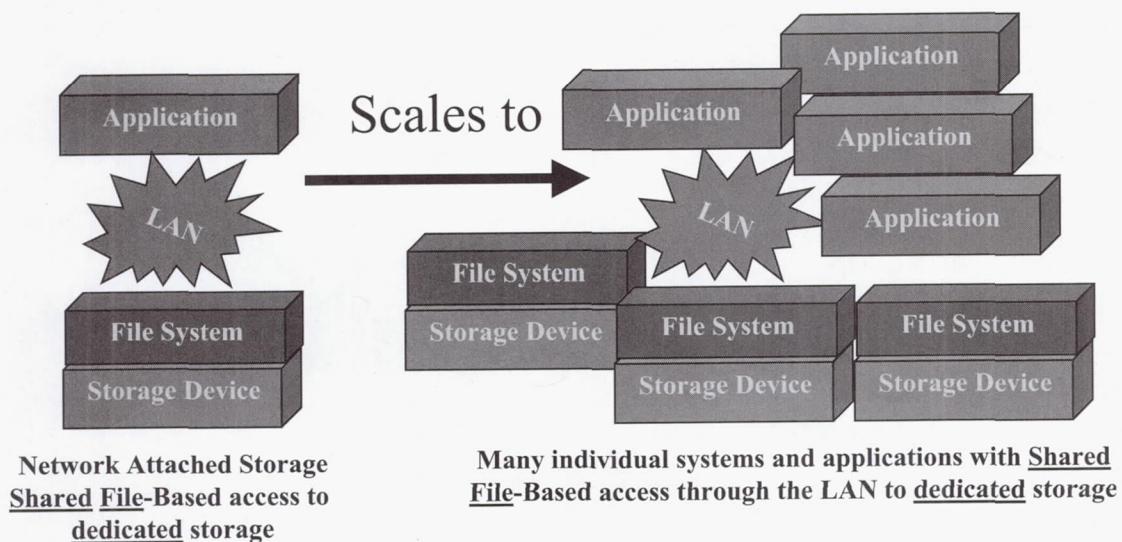 Application
LAN
File System
Storage Device
Network Attached Storage
Shared File-Based access to
dedicated storage
Scales to
Application
Application
Application
Application
LAN
File System
Storage Device
File System
Storage Device
File System
Storage Device
Many individual systems and applications with Shared
File-Based access through the LAN to dedicated storage